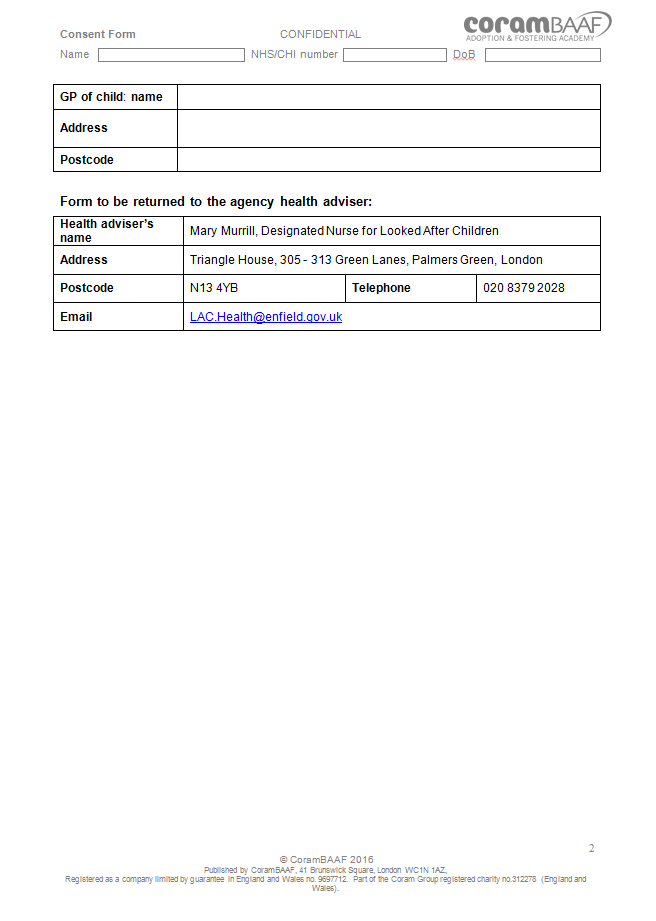 Consent Form CONFIDENTIAL coramBAAF
ADOPTION & FOSTERING ACADEMY
Name NHS/CHI number DoB
GP of child: name
Address
Postcode
Form to be returned to the agency health adviser:
Health adviser's
name
Mary Murrill, Designated Nurse for Looked After Children
Address Triangle House, 305 - 313 Green Lanes, Palmers Green, London
Postcode N13 4YB Telephone 020 8379 2028
Email LAC.Health@enfield.gov.uk
2
© CoramBAAF 2016
Published by CoramBAAF, 41 Brunswick Square, London WC1N 1AZ,
Registered as a company limited by guarantee in England and Wales no. 9697712. Part of the Coram Group registered charity no.312278 (England and
Wales).